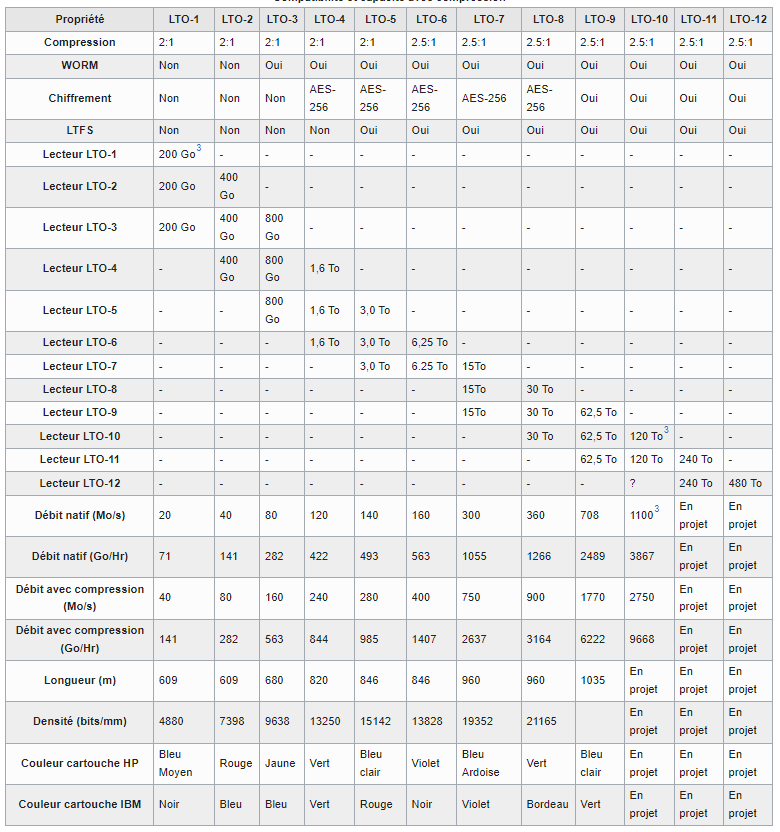 Propriété LTO-1 LTO-2 LTO-3 LTO-4 LTO-5 LTO-6 LTO-7 LTO-8 LTO-9 LTO-10 LTO-11 LTO-12
Compression 2:1 2:1 2:1 2:1 2:1 2.5:1 2.5:1 2.5:1 2.5:1 2.5:1 2.5:1 2.5:1
WORM Non Non Oui Oui Oui Oui Oui Oui Oui Oui Oui Oui
Chiffrement Non Non Non AES-256 AES-256 AES-256 AES-256 AES-256 Oui Oui Oui Oui
LTFS Non Non Non Non Oui Oui Oui Oui Oui Oui Oui Oui
Lecteur LTO-1 200 Go3 - - - - - - - - - - -
Lecteur LTO-2 200 Go 400 Go - - - - - - - - - -
Lecteur LTO-3 200 Go 400 Go 800 Go - - - - - - - - -
Lecteur LTO-4 - 400 Go 800 Go 1,6 To - - - - - - - -
Lecteur LTO-5 - - 800 Go 1,6 To 3,0 To - - - - - - -
Lecteur LTO-6 - - - 1,6 To 3,0 To 6,25 To - - - - - -
Lecteur LTO-7 - - - - 3,0 To 6.25 To 15To - - - - -
Lecteur LTO-8 - - - - - - 15To 30 To - - - -
Lecteur LTO-9 - - - - - - 15To 30 To 62,5 To - - -
Lecteur LTO-10 - - - - - - - 30 To 62,5 To 120 To3 - -
Lecteur LTO-11 - - - - - - - - 62,5 To 120 To 240 To -
Lecteur LTO-12 - - - - - - - - - ? 240 To 480 To
Débit natif (Mo/s) 20 40 80 120 140 160 300 360 708 11003 En projet En projet
Débit natif (Go/Hr) 71 141 282 422 493 563 1055 1266 2489 3867 En projet En projet
Débit avec compression (Mo/s) 40 80 160 240 280 400 750 900 1770 2750 En projet En projet
Débit avec compression (Go/Hr) 141 282 563 844 985 1407 2637 3164 6222 9668 En projet En projet
Longueur (m) 609 609 680 820 846 846 960 960 1035 En projet En projet En projet
Densité (bits/mm) 4880 7398 9638 13250 15142 13828 19352 21165 En projet En projet En projet
Couleur cartouche HP Bleu Moyen Rouge Jaune Vert Bleu clair Violet Bleu Ardoise Vert Bleu clair En projet En projet En projet
Couleur cartouche IBM Noir Bleu Bleu Vert Rouge Noir Violet Bordeau Vert En projet En projet En projet